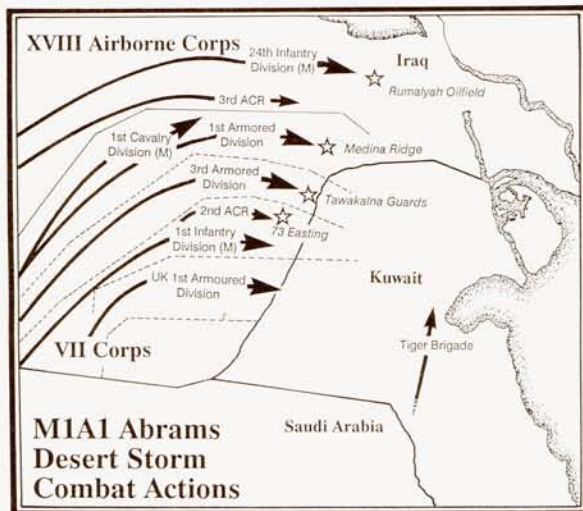 XVIII Airborne Corps
24th Infantry
Division (M)
Iraq
Rumalyah Oilfield
3rd ACR
1st Cavalry
Division (M)
1st Armored
Division
Medina Ridge
3rd Armored
Division
Tawakalna Guards
2nd ACR
73 Easting
1st Infantry
Division (M)
Kuwait
UK 1st Armoured
Division
VII Corps
Tiger Brigade
Saudi Arabia
M1A1 Abrams
Desert Storm
Combat Actions